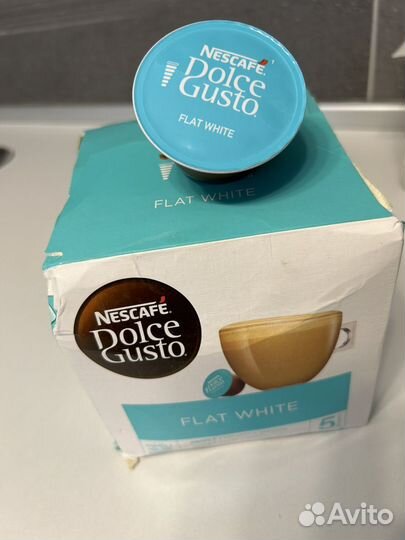 NESCAFÉ
Dolce
Gusto
FLAT WHITE
FLAT WHITE
NESCAFÉ
Dolce
Gusto
FLAT WHITE
5
Avito